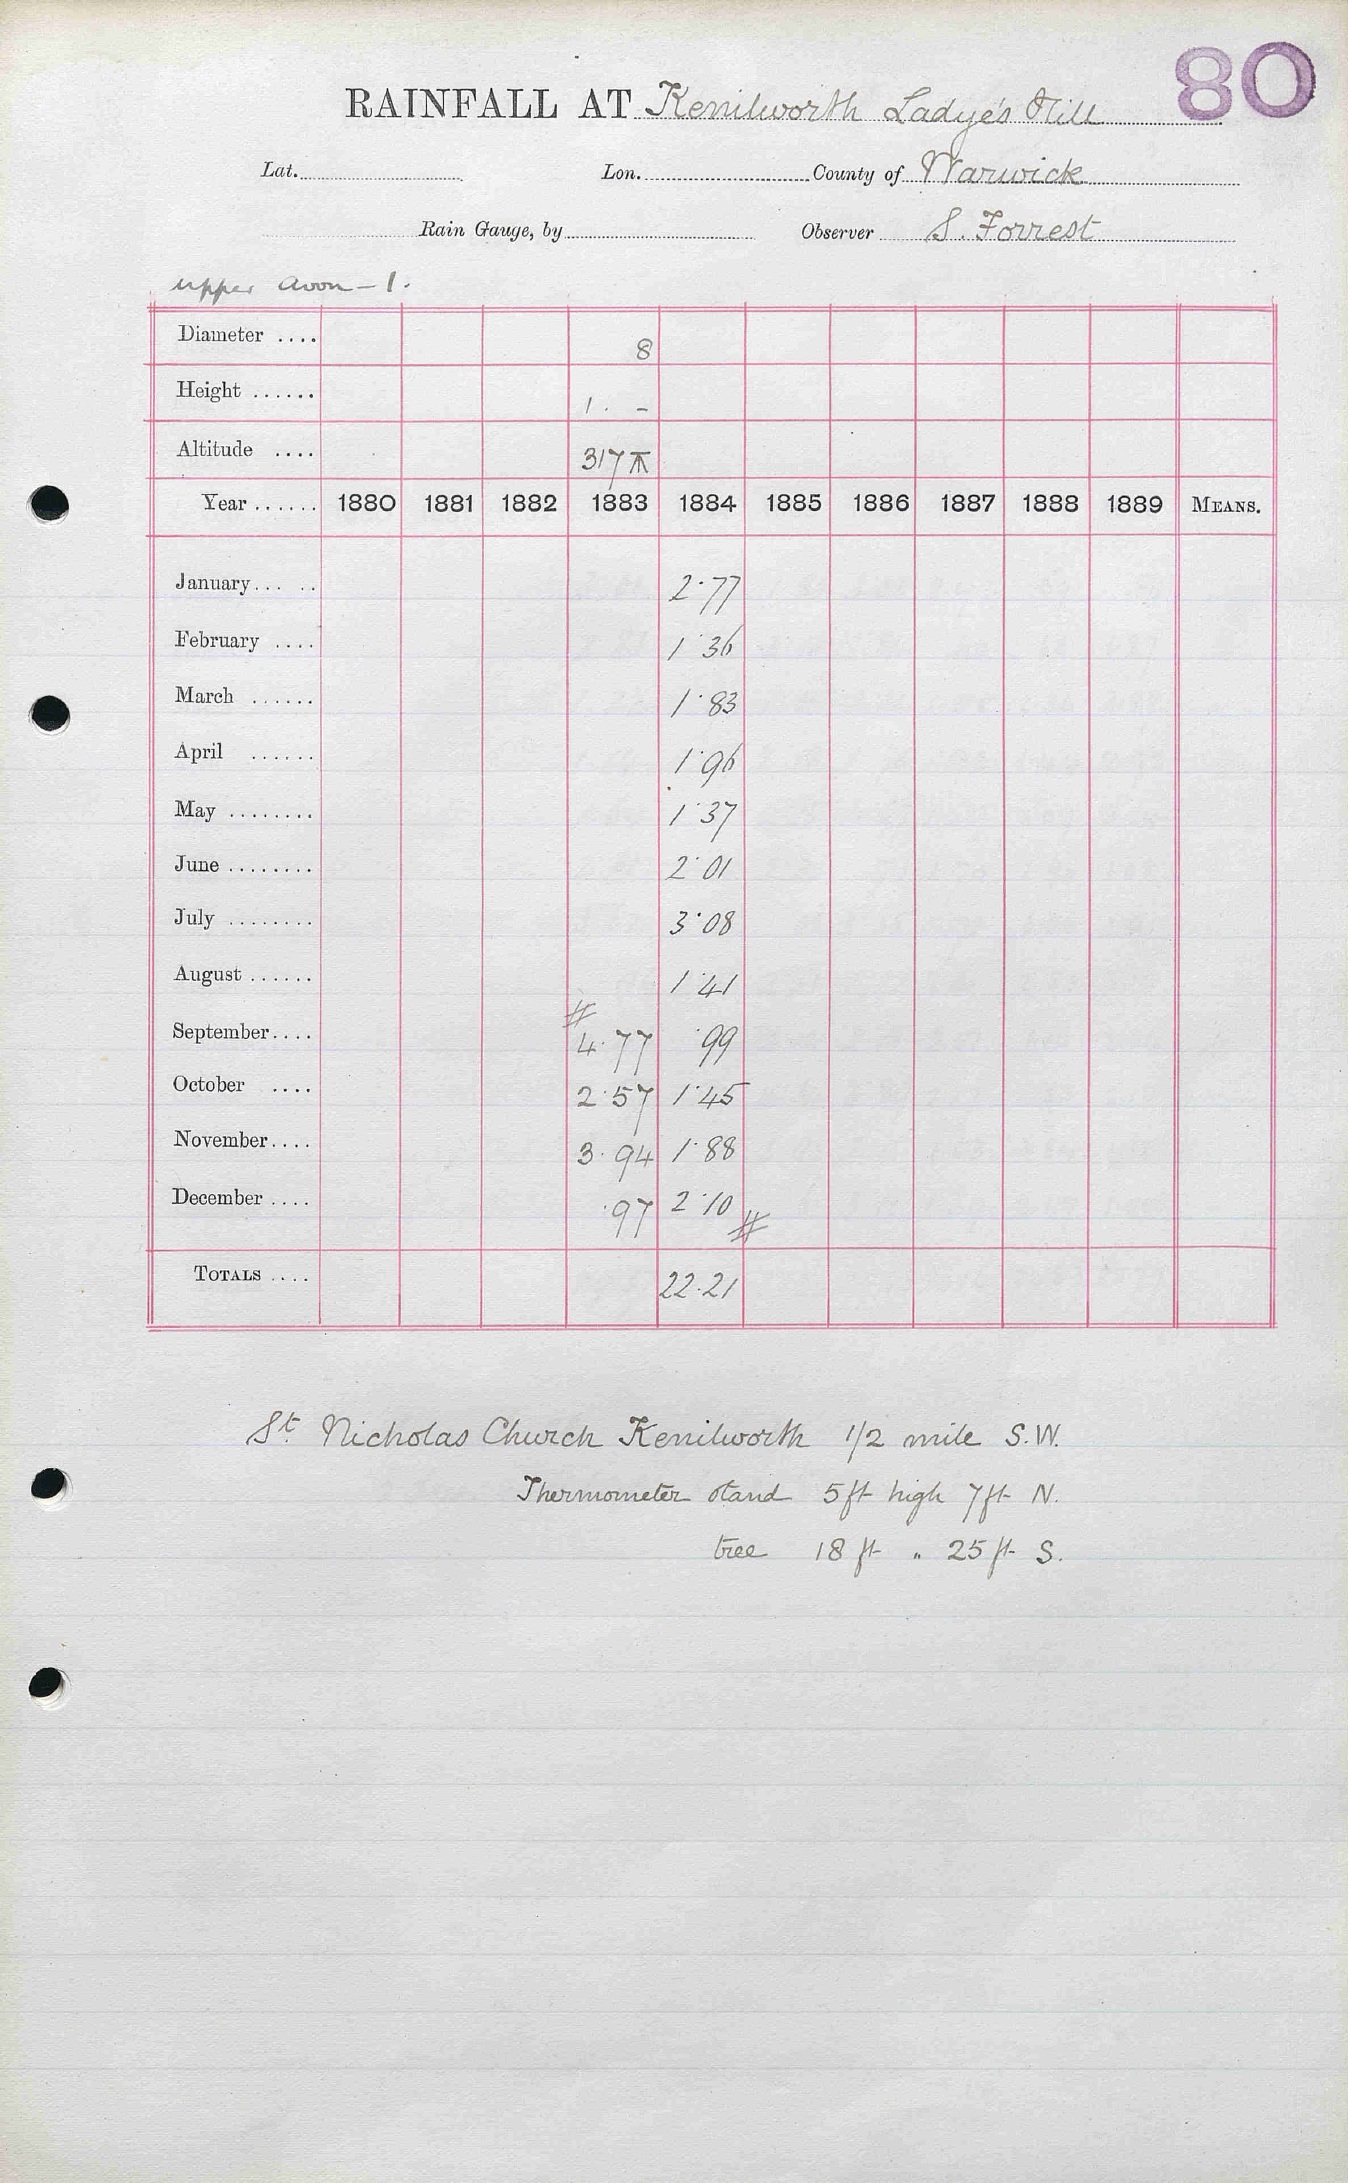 80
RAINFALL AT Kenilworth Ladye's Hill
Lat. Lon. County of Warwick
Rain Gauge, by Observer S. Forrest
upper Avon – 1.
Diameter .... 8
Height ...... 1. –
Altitude .... 317
Year ...... 1880 1881 1882 1883 1884 1885 1886 1887 1888 1889 MEANS.
January... .. 2·77
February .... 1·36
March ...... 1·83
April ...... 1·96
May ........ 1·37
June ........ 2·01
July ........ 3·08
August ...... 1·41
#
September.... 4·77 ·99
October .... 2·57 1·45
November.... 3·94 1·88
December .... ·97 2·10 #
TOTALS .... 22·21
St. Nicholas Church Kenilworth 1/2 mile S.W.
Thermometer stand 5 ft high 7 ft N.
tree 18 ft " 25 ft S.